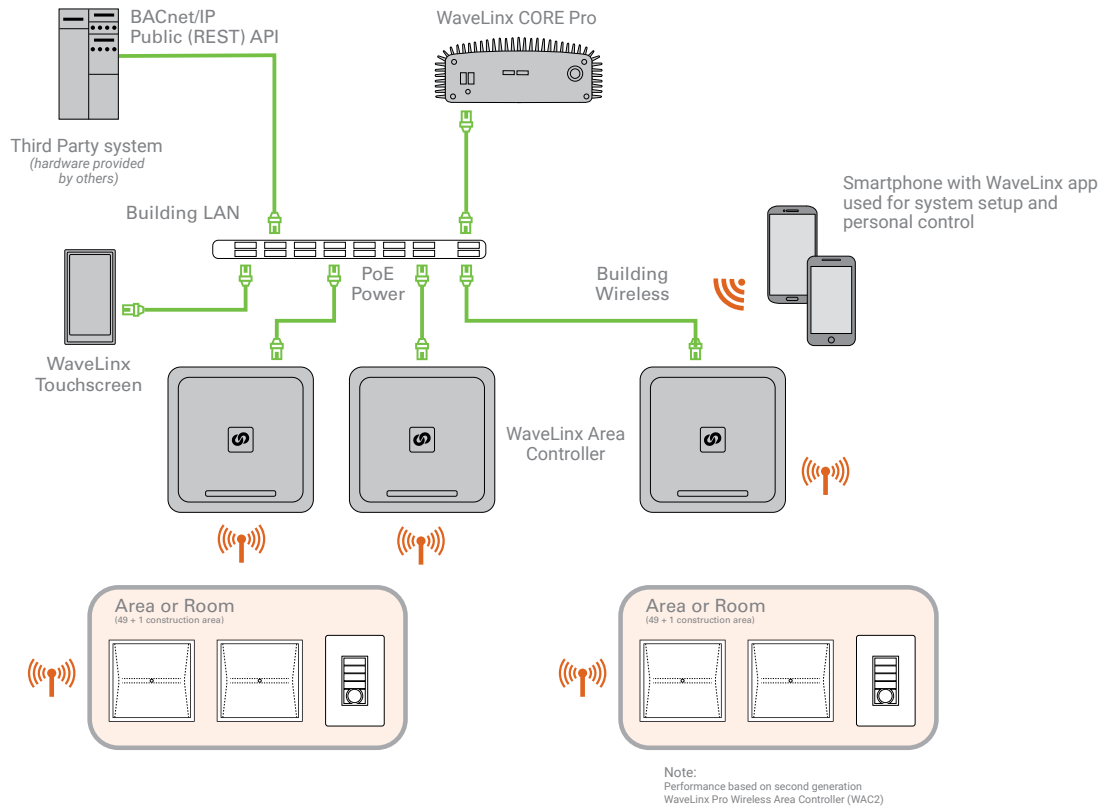 BACnet/IP
Public (REST) API
WaveLinx CORE Pro
Third Party system
(hardware provided
by others)
Building LAN
Smartphone with WaveLinx app
used for system setup and
personal control
PoE
Power
Building
Wireless
WaveLinx
Touchscreen
WaveLinx Area
Controller
Area or Room
(49 + 1 construction area)
Area or Room
(49 + 1 construction area)
Note:
Performance based on second generation
WaveLinx Pro Wireless Area Controller (WAC2)